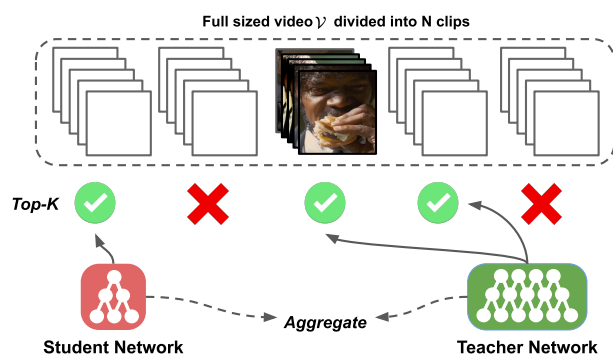 Full sized video 𝒱 divided into N clips
Top-K
Aggregate
Student Network
Teacher Network